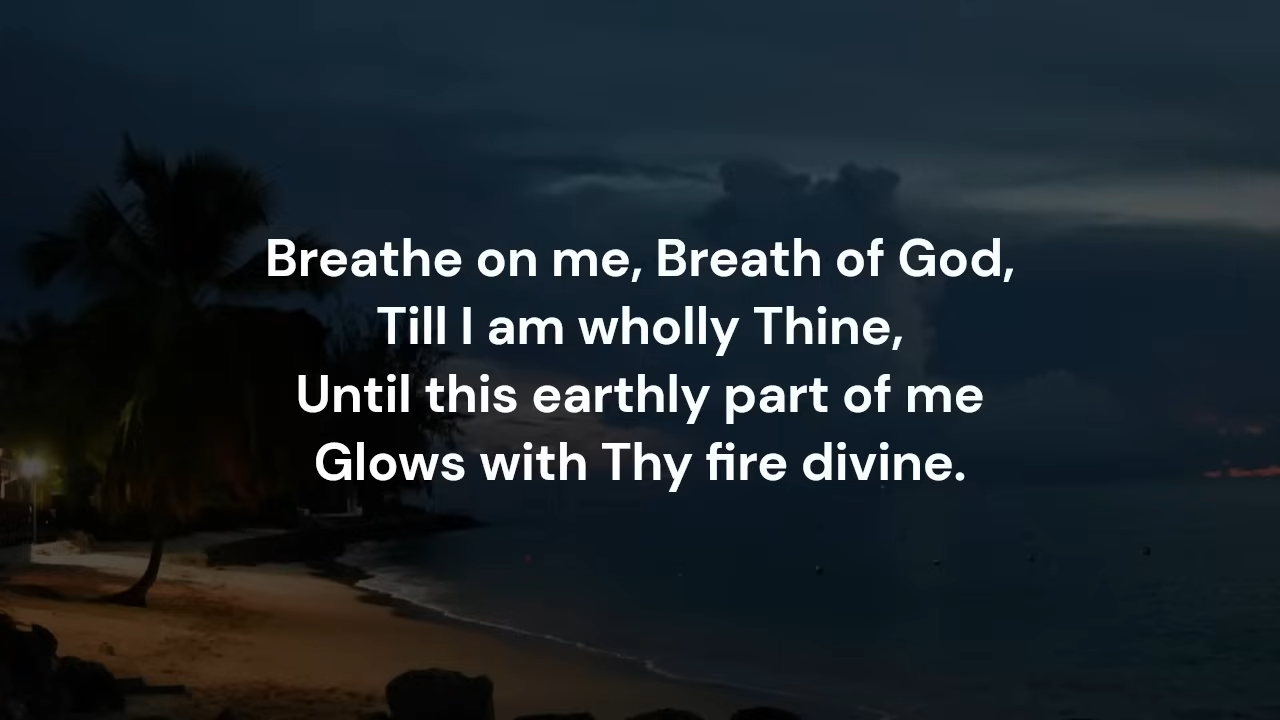 Breathe on me, Breath of God,
Till I am wholly Thine,
Until this earthly part of me
Glows with Thy fire divine.